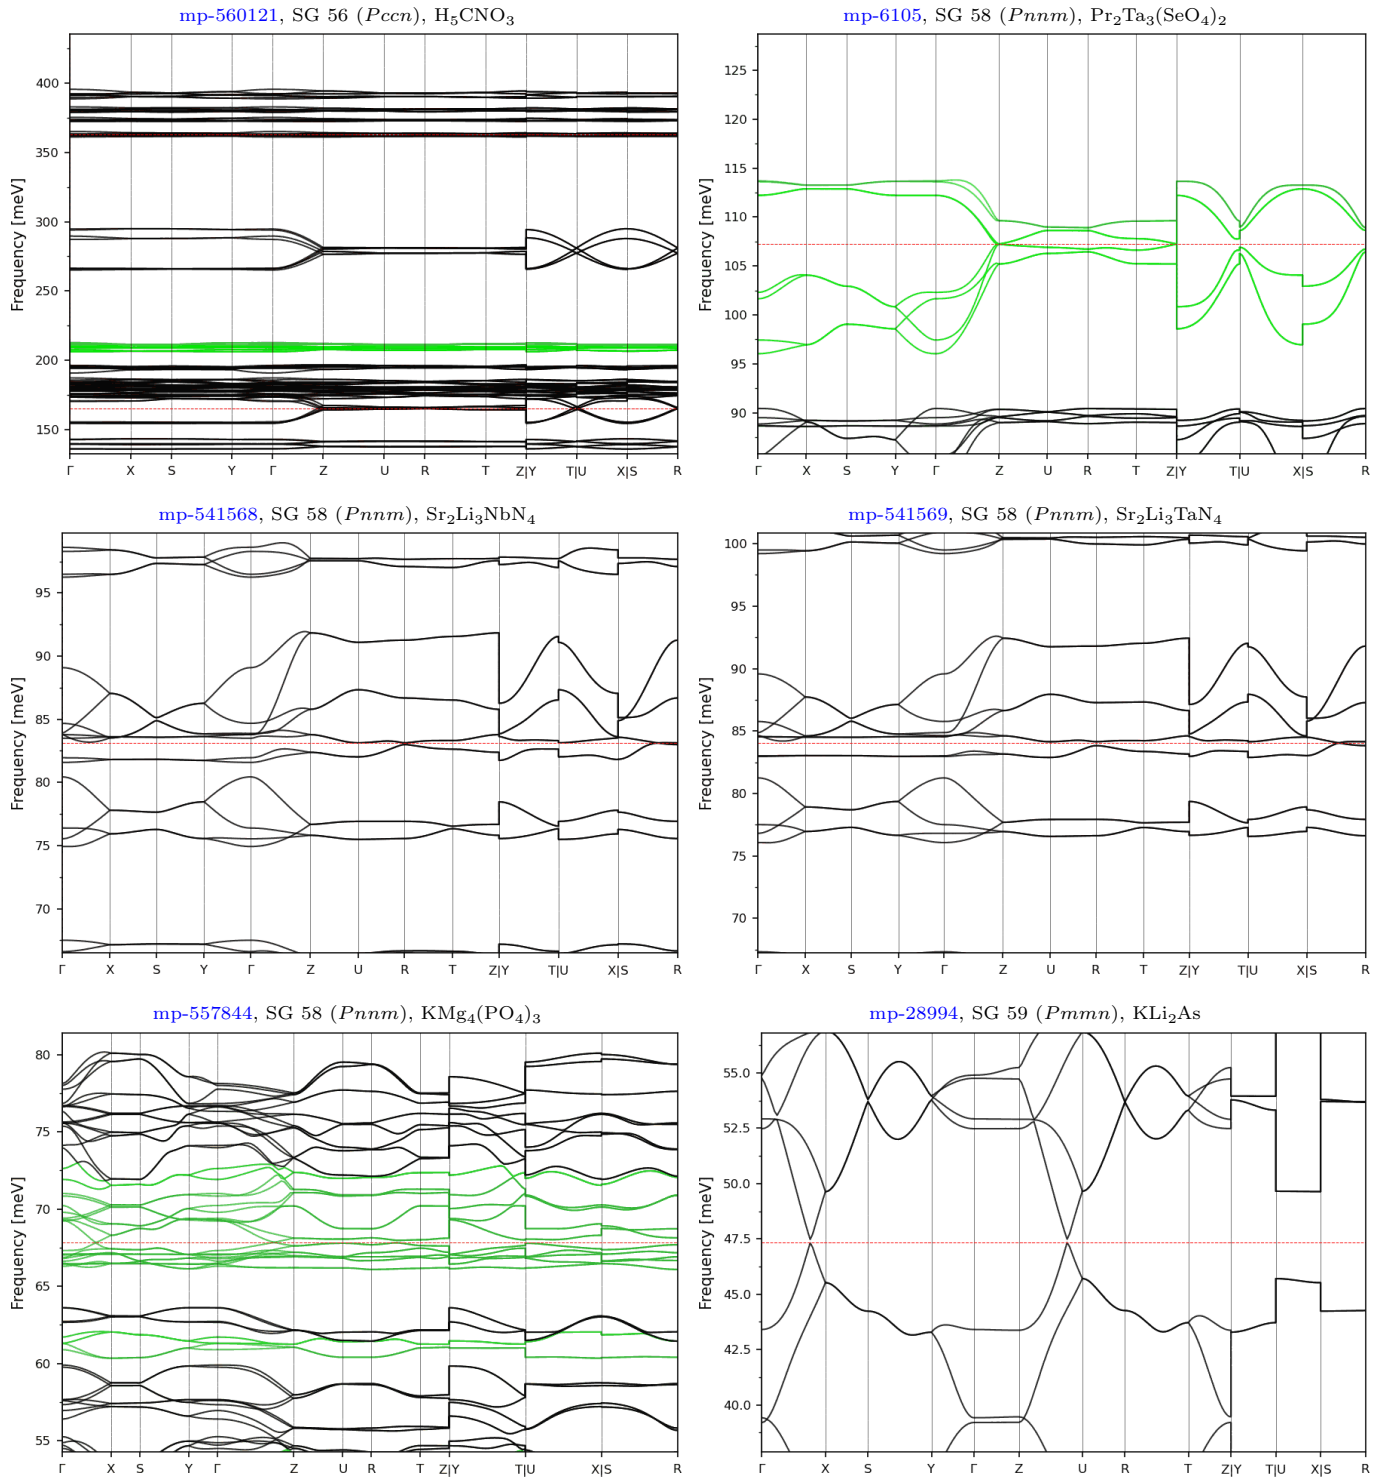 mp-560121, SG 56 (Pccn), H₅CNO₃
Frequency [meV]
400
350
300
250
200
150
Γ X S Y Γ Z U R T Z|Y T|U X|S R
mp-6105, SG 58 (Pnnm), Pr₂Ta₃(SeO₄)₂
Frequency [meV]
125
120
115
110
105
100
95
90
Γ X S Y Γ Z U R T Z|Y T|U X|S R
mp-541568, SG 58 (Pnnm), Sr₂Li₃NbN₄
Frequency [meV]
95
90
85
80
75
70
Γ X S Y Γ Z U R T Z|Y T|U X|S R
mp-541569, SG 58 (Pnnm), Sr₂Li₃TaN₄
Frequency [meV]
100
95
90
85
80
75
70
Γ X S Y Γ Z U R T Z|Y T|U X|S R
mp-557844, SG 58 (Pnnm), KMg₄(PO₄)₃
Frequency [meV]
80
75
70
65
60
55
Γ X S Y Γ Z U R T Z|Y T|U X|S R
mp-28994, SG 59 (Pmmn), KLi₂As
Frequency [meV]
55.0
52.5
50.0
47.5
45.0
42.5
40.0
Γ X S Y Γ Z U R T Z|Y T|U X|S R